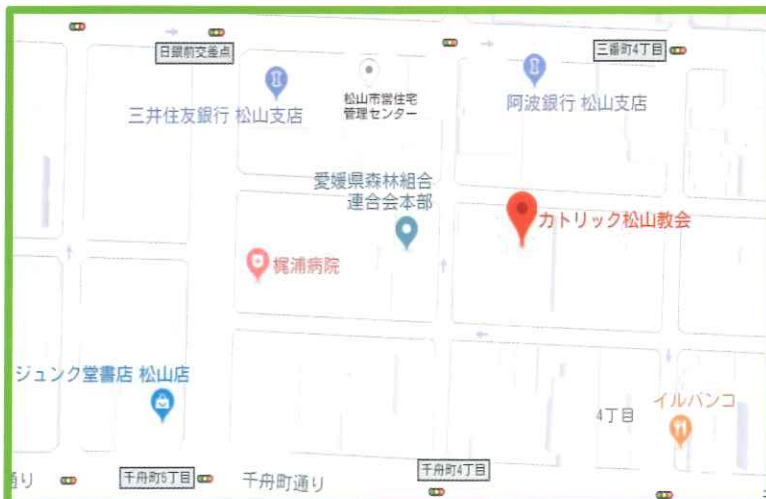 日銀前交差点
三番町4丁目
三井住友銀行 松山支店
松山市営住宅
管理センター
阿波銀行 松山支店
愛媛県森林組合
連合会本部
カトリック松山教会
梶浦病院
ジュンク堂書店 松山店
イルバンコ
4丁目
通り
千舟町5丁目
千舟町通り
千舟町4丁目